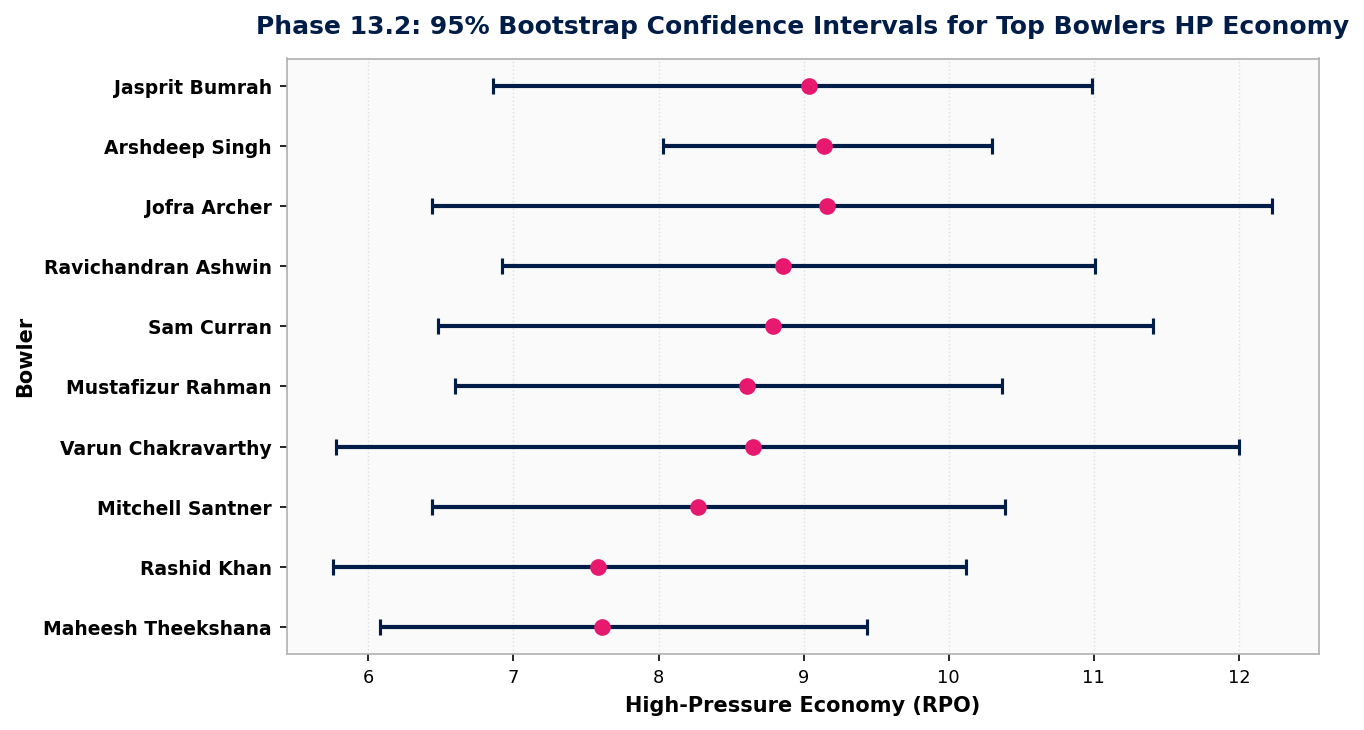 Phase 13.2: 95% Bootstrap Confidence Intervals for Top Bowlers HP Economy
Bowler
Jasprit Bumrah
Arshdeep Singh
Jofra Archer
Ravichandran Ashwin
Sam Curran
Mustafizur Rahman
Varun Chakravarthy
Mitchell Santner
Rashid Khan
Maheesh Theekshana
6 7 8 9 10 11 12
High-Pressure Economy (RPO)